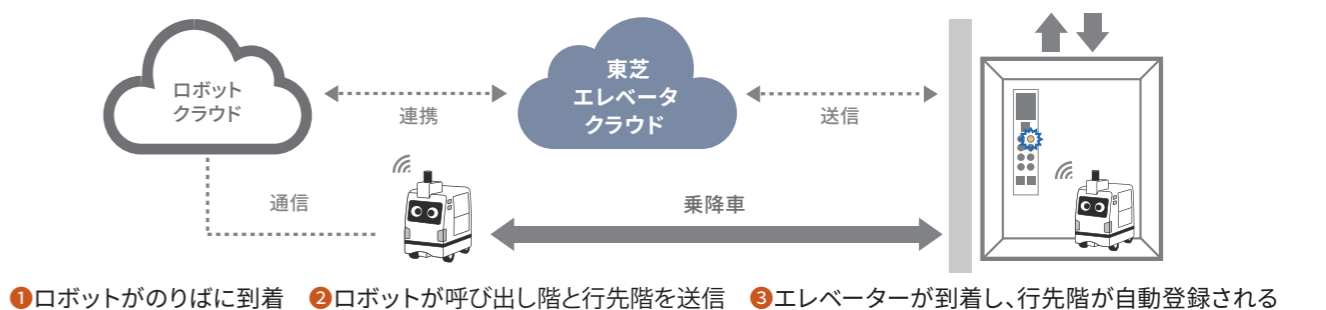 ロボット
クラウド
連携
東芝
エレベータ
クラウド
送信
通信
乗降車
❶ロボットがのりばに到着 ❷ロボットが呼び出し階と行先階を送信 ❸エレベーターが到着し、行先階が自動登録される